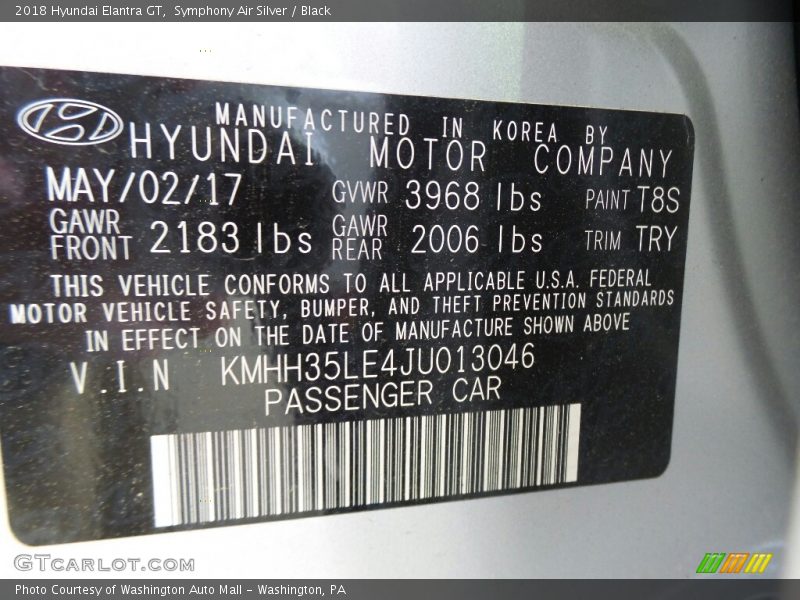 2018 Hyundai Elantra GT, Symphony Air Silver / Black
MANUFACTURED IN KOREA BY
HYUNDAI MOTOR COMPANY
MAY/02/17 GVWR 3968 lbs PAINT T8S
GAWR FRONT 2183 lbs GAWR REAR 2006 lbs TRIM TRY
THIS VEHICLE CONFORMS TO ALL APPLICABLE U.S.A. FEDERAL
MOTOR VEHICLE SAFETY, BUMPER, AND THEFT PREVENTION STANDARDS
IN EFFECT ON THE DATE OF MANUFACTURE SHOWN ABOVE
V.I.N KMHH35LE4JU013046
PASSENGER CAR
GTCARLOT.COM
Photo Courtesy of Washington Auto Mall - Washington, PA